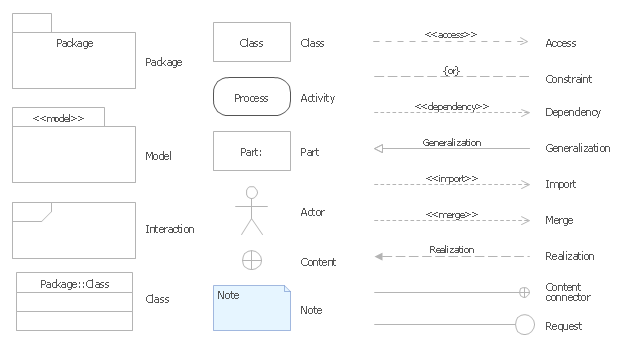 Package
Package
<<model>>
Model
Interaction
Package::Class
Class
Class
Class
Process
Activity
Part:
Part
Actor
Content
Note
Note
<<access>>
Access
{or}
Constraint
<<dependency>>
Dependency
Generalization
Generalization
<<import>>
Import
<<merge>>
Merge
Realization
Realization
Content
connector
Request